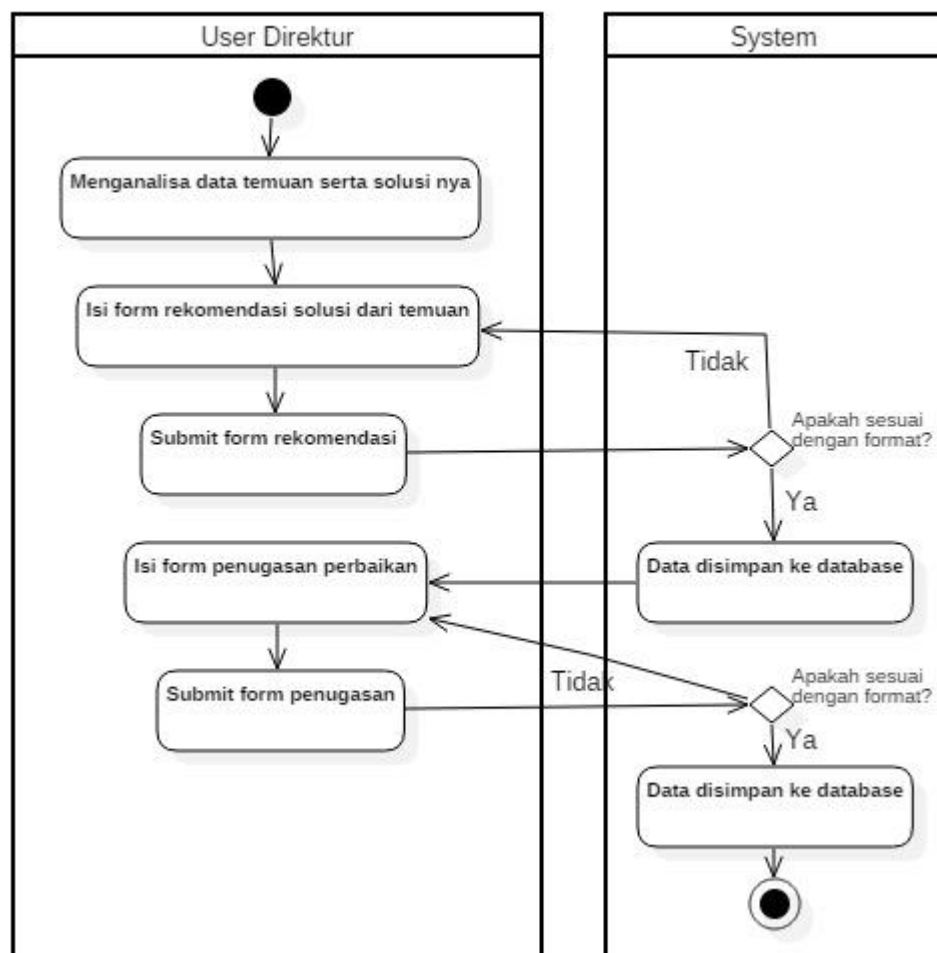 User Direktur
System
Menganalisa data temuan serta solusi nya
Isi form rekomendasi solusi dari temuan
Tidak
Apakah sesuai
dengan format?
Submit form rekomendasi
Ya
Isi form penugasan perbaikan
Data disimpan ke database
Tidak
Apakah sesuai
dengan format?
Submit form penugasan
Ya
Data disimpan ke database